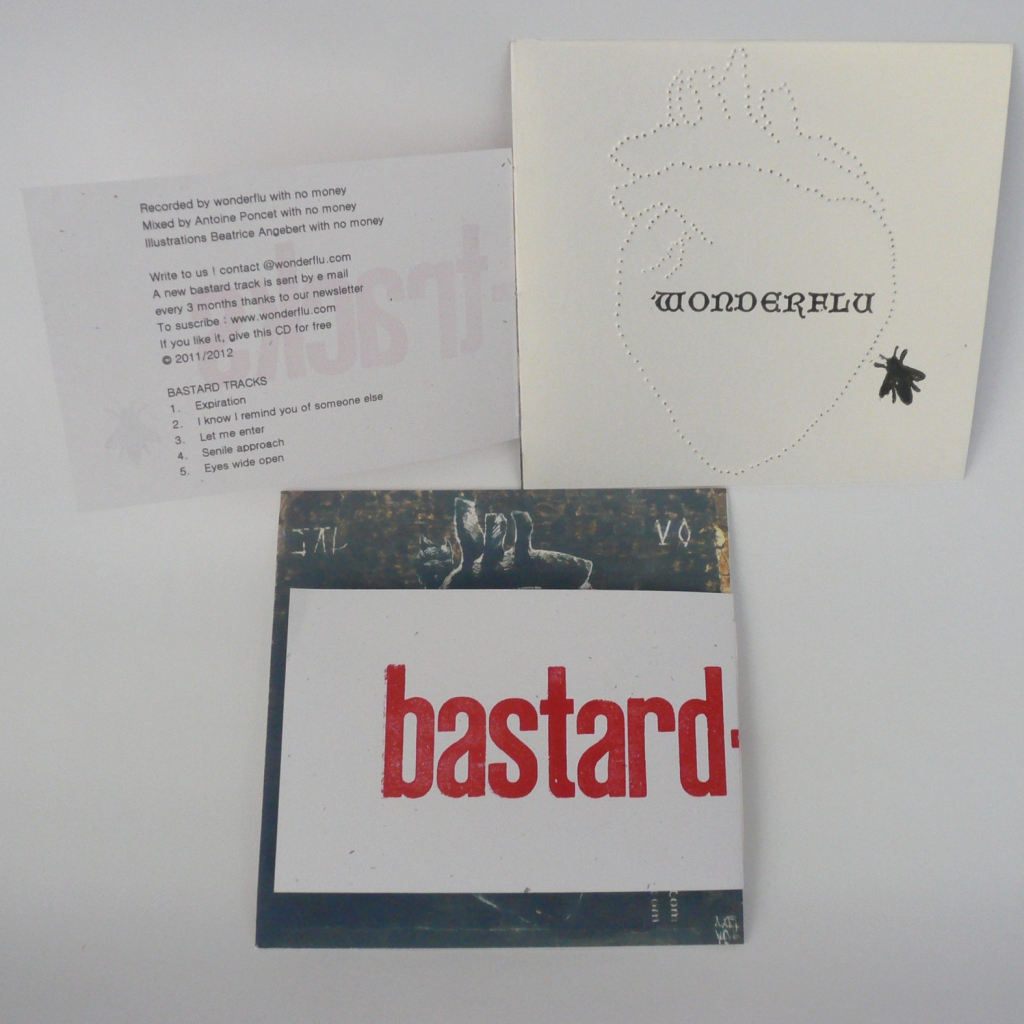 Recorded by wonderflu with no money
Mixed by Antoine Poncet with no money
Illustrations Beatrice Angebert with no money
Write to us ! contact @wonderflu.com
A new bastard track is sent by e mail
every 3 months thanks to our newsletter
To suscribe : www.wonderflu.com
If you like it, give this CD for free
© 2011/2012
BASTARD TRACKS
1. Expiration
2. I know I remind you of someone else
3. Let me enter
4. Senile approach
5. Eyes wide open
-tracks
WONDERFLU
VO
bastard-